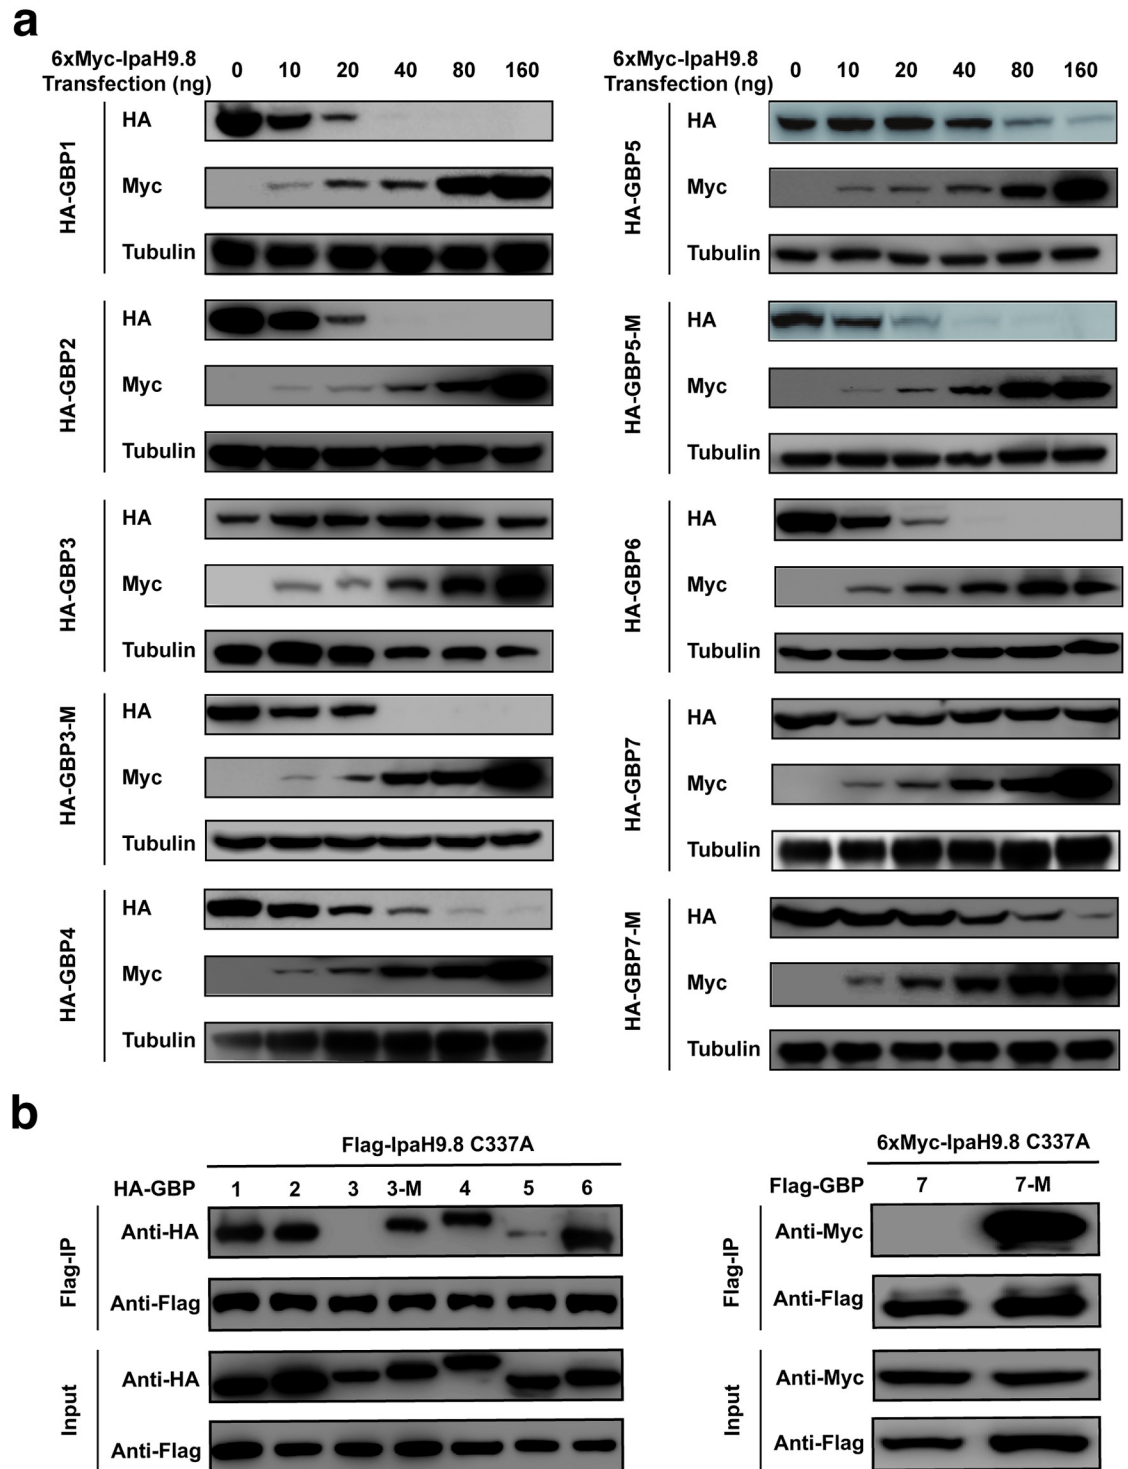 a
6xMyc-IpaH9.8
Transfection (ng)
0 10 20 40 80 160
HA-GBP1
HA
Myc
Tubulin
HA-GBP2
HA
Myc
Tubulin
HA-GBP3
HA
Myc
Tubulin
HA-GBP3-M
HA
Myc
Tubulin
HA-GBP4
HA
Myc
Tubulin
6xMyc-IpaH9.8
Transfection (ng)
0 10 20 40 80 160
HA-GBP5
HA
Myc
Tubulin
HA-GBP5-M
HA
Myc
Tubulin
HA-GBP6
HA
Myc
Tubulin
HA-GBP7
HA
Myc
Tubulin
HA-GBP7-M
HA
Myc
Tubulin
b
Flag-IpaH9.8 C337A
HA-GBP 1 2 3 3-M 4 5 6
Flag-IP
Anti-HA
Anti-Flag
Input
Anti-HA
Anti-Flag
6xMyc-IpaH9.8 C337A
Flag-GBP 7 7-M
Flag-IP
Anti-Myc
Anti-Flag
Input
Anti-Myc
Anti-Flag